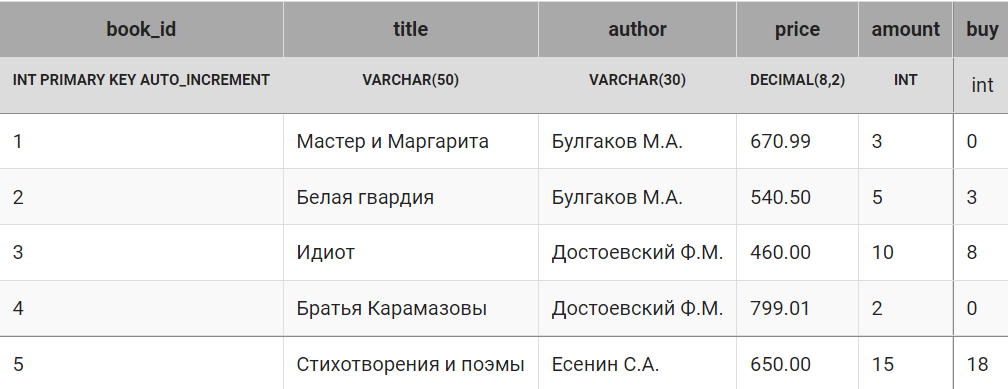 book_id title author price amount buy
INT PRIMARY KEY AUTO_INCREMENT VARCHAR(50) VARCHAR(30) DECIMAL(8,2) INT int
1 Мастер и Маргарита Булгаков М.А. 670.99 3 0
2 Белая гвардия Булгаков М.А. 540.50 5 3
3 Идиот Достоевский Ф.М. 460.00 10 8
4 Братья Карамазовы Достоевский Ф.М. 799.01 2 0
5 Стихотворения и поэмы Есенин С.А. 650.00 15 18